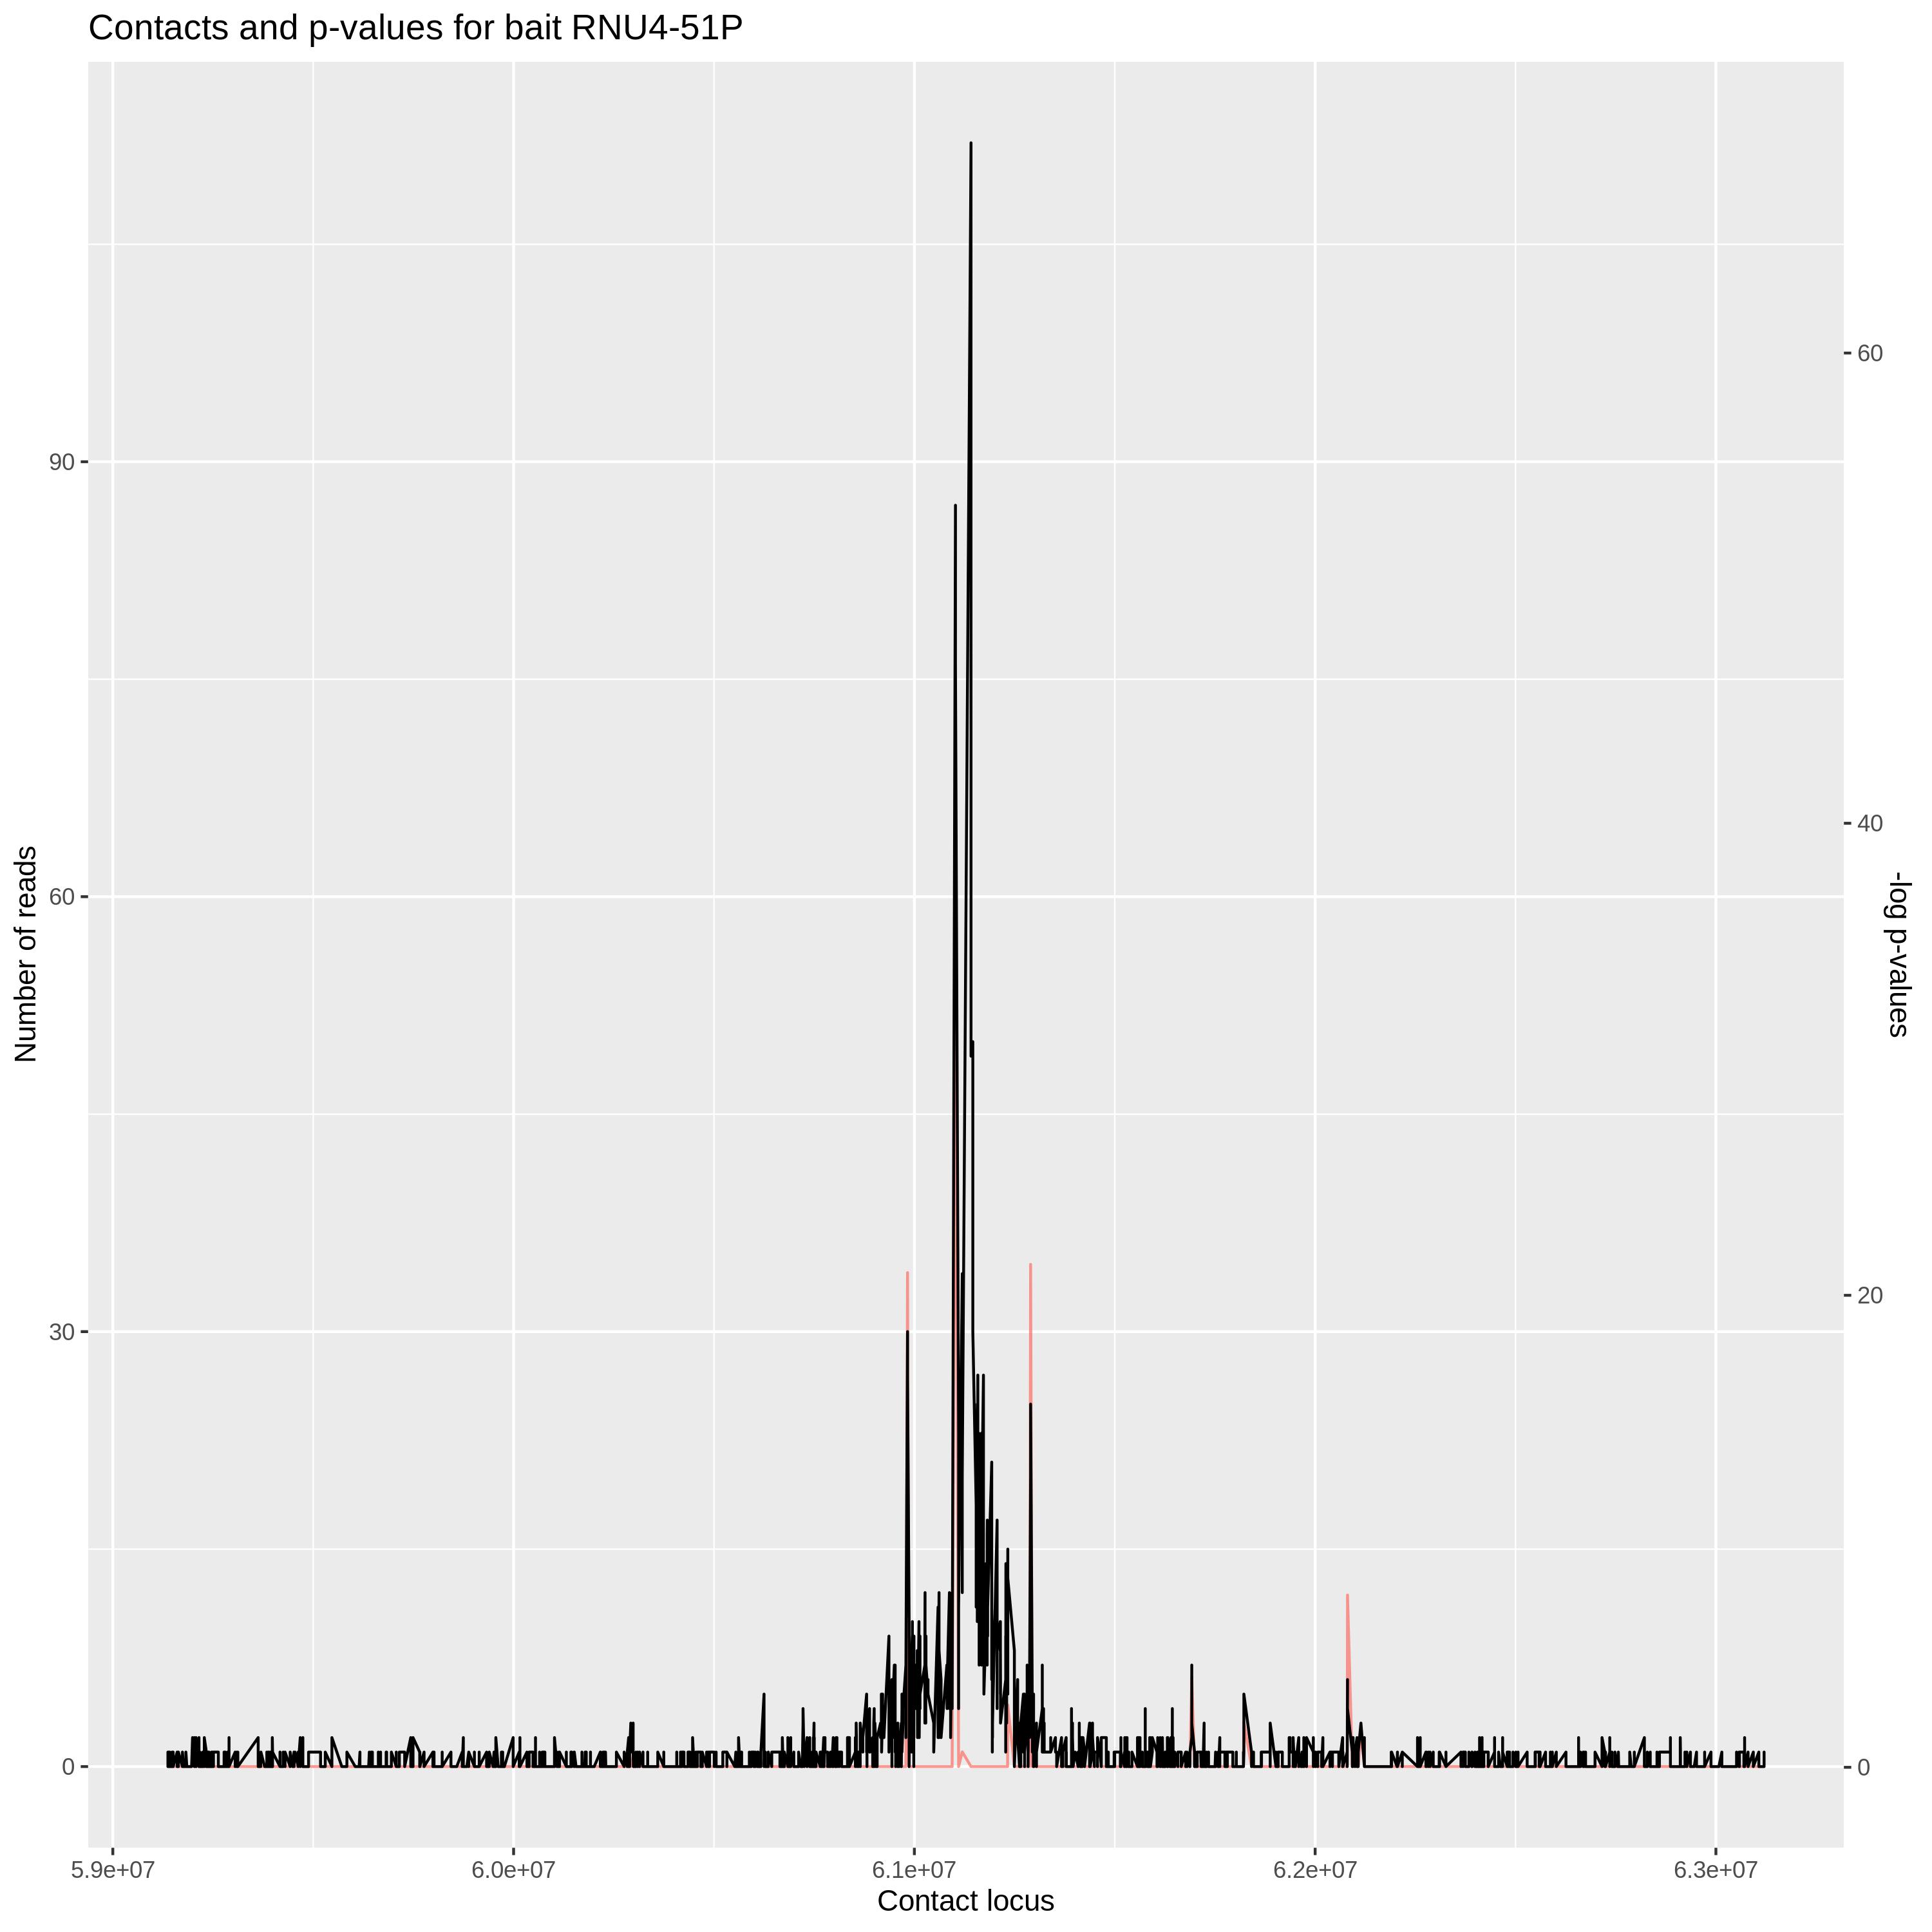 Contacts and p-values for bait RNU4-51P
Number of reads
90
60
30
0
60
40
20
0
-log p-values
5.9e+07 6.0e+07 6.1e+07 6.2e+07 6.3e+07
Contact locus